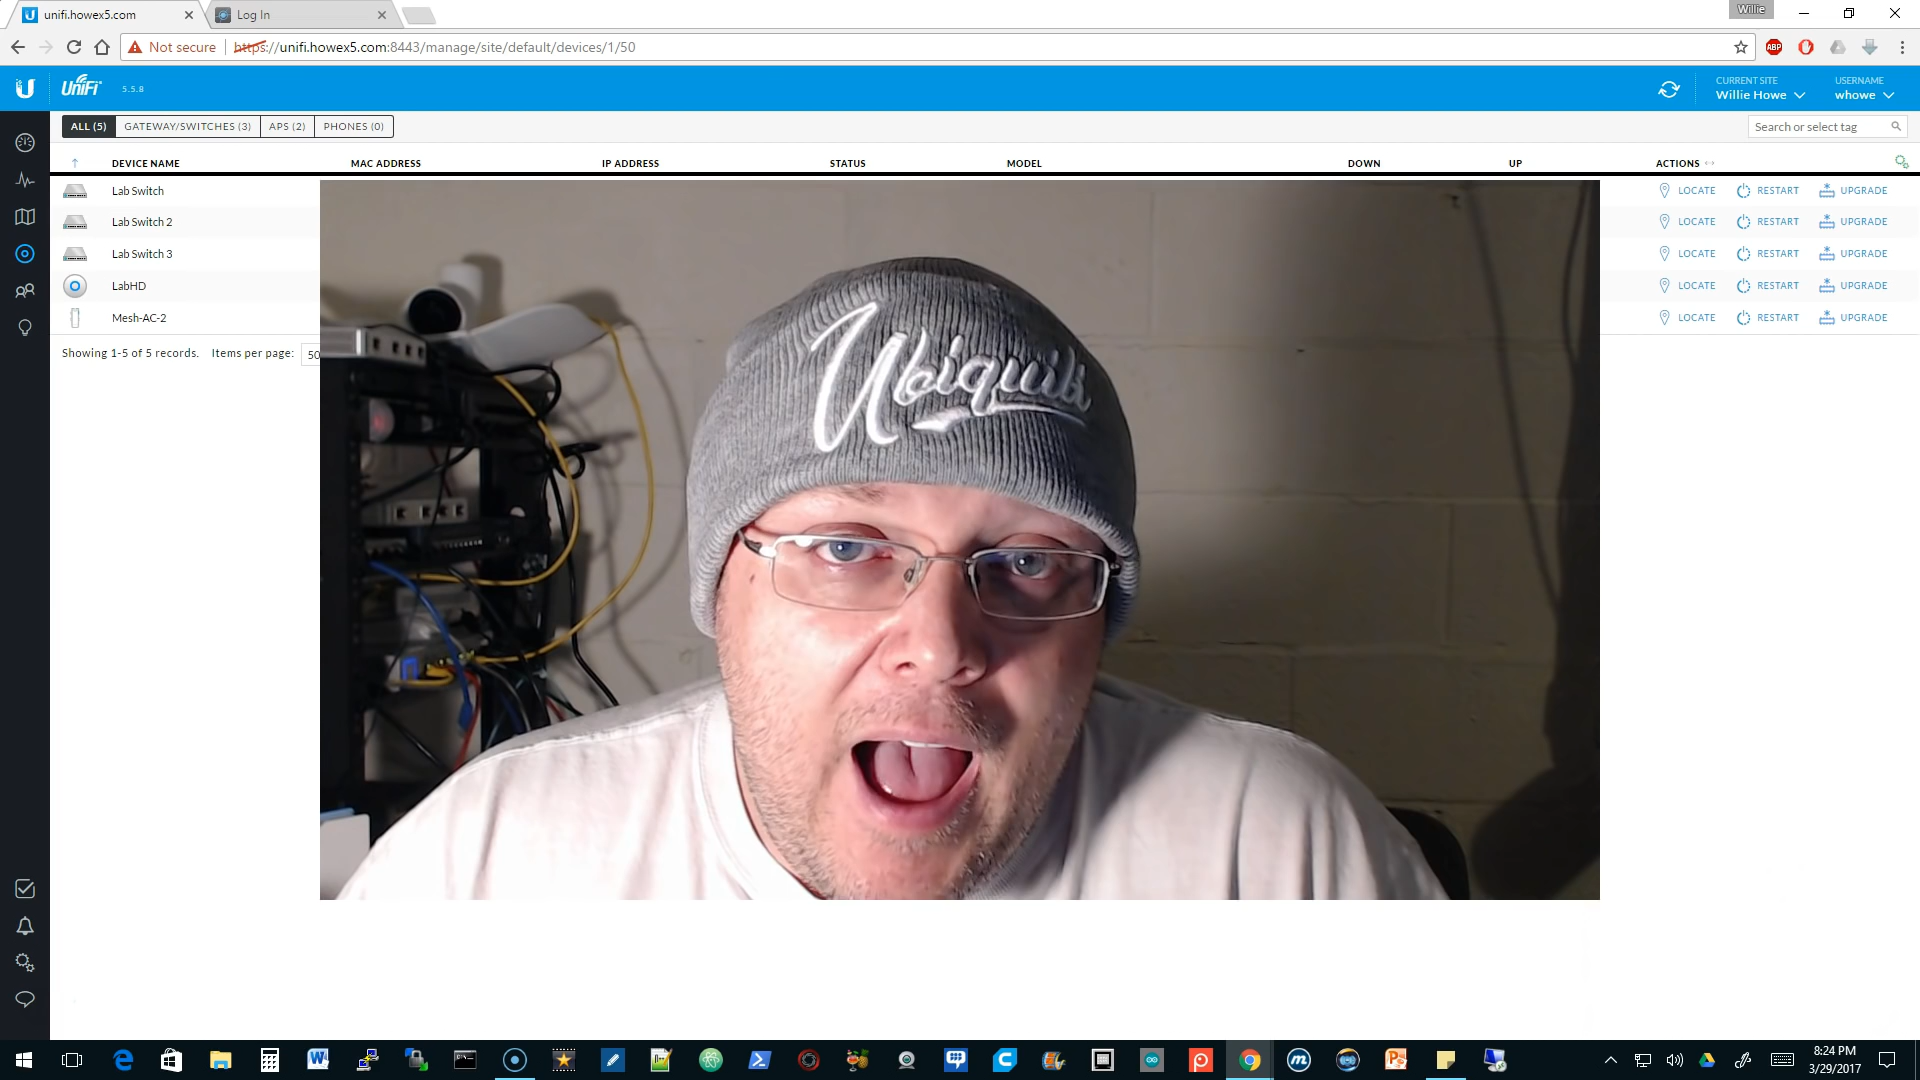 unifi.howex5.com
Log In
Willie
Not secure
https://unifi.howex5.com:8443/manage/site/default/devices/1/50
ABP
U
UniFi
5.5.8
CURRENT SITE
Willie Howe
USERNAME
whowe
ALL (5)
GATEWAY/SWITCHES (3)
APS (2)
PHONES (0)
Search or select tag
DEVICE NAME
MAC ADDRESS
IP ADDRESS
STATUS
MODEL
DOWN
UP
ACTIONS
Lab Switch
LOCATE
RESTART
UPGRADE
Lab Switch 2
LOCATE
RESTART
UPGRADE
Lab Switch 3
LOCATE
RESTART
UPGRADE
LabHD
LOCATE
RESTART
UPGRADE
Mesh-AC-2
LOCATE
RESTART
UPGRADE
Showing 1-5 of 5 records.
Items per page:
50
Ubiquiti
8:24 PM
3/29/2017